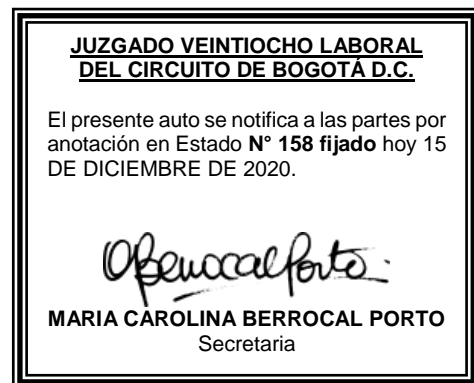 JUZGADO VEINTIOCHO LABORAL
DEL CIRCUITO DE BOGOTÁ D.C.
El presente auto se notifica a las partes por
anotación en Estado N° 158 fijado hoy 15
DE DICIEMBRE DE 2020.
CBerrocalPorto.
MARIA CAROLINA BERROCAL PORTO
Secretaria